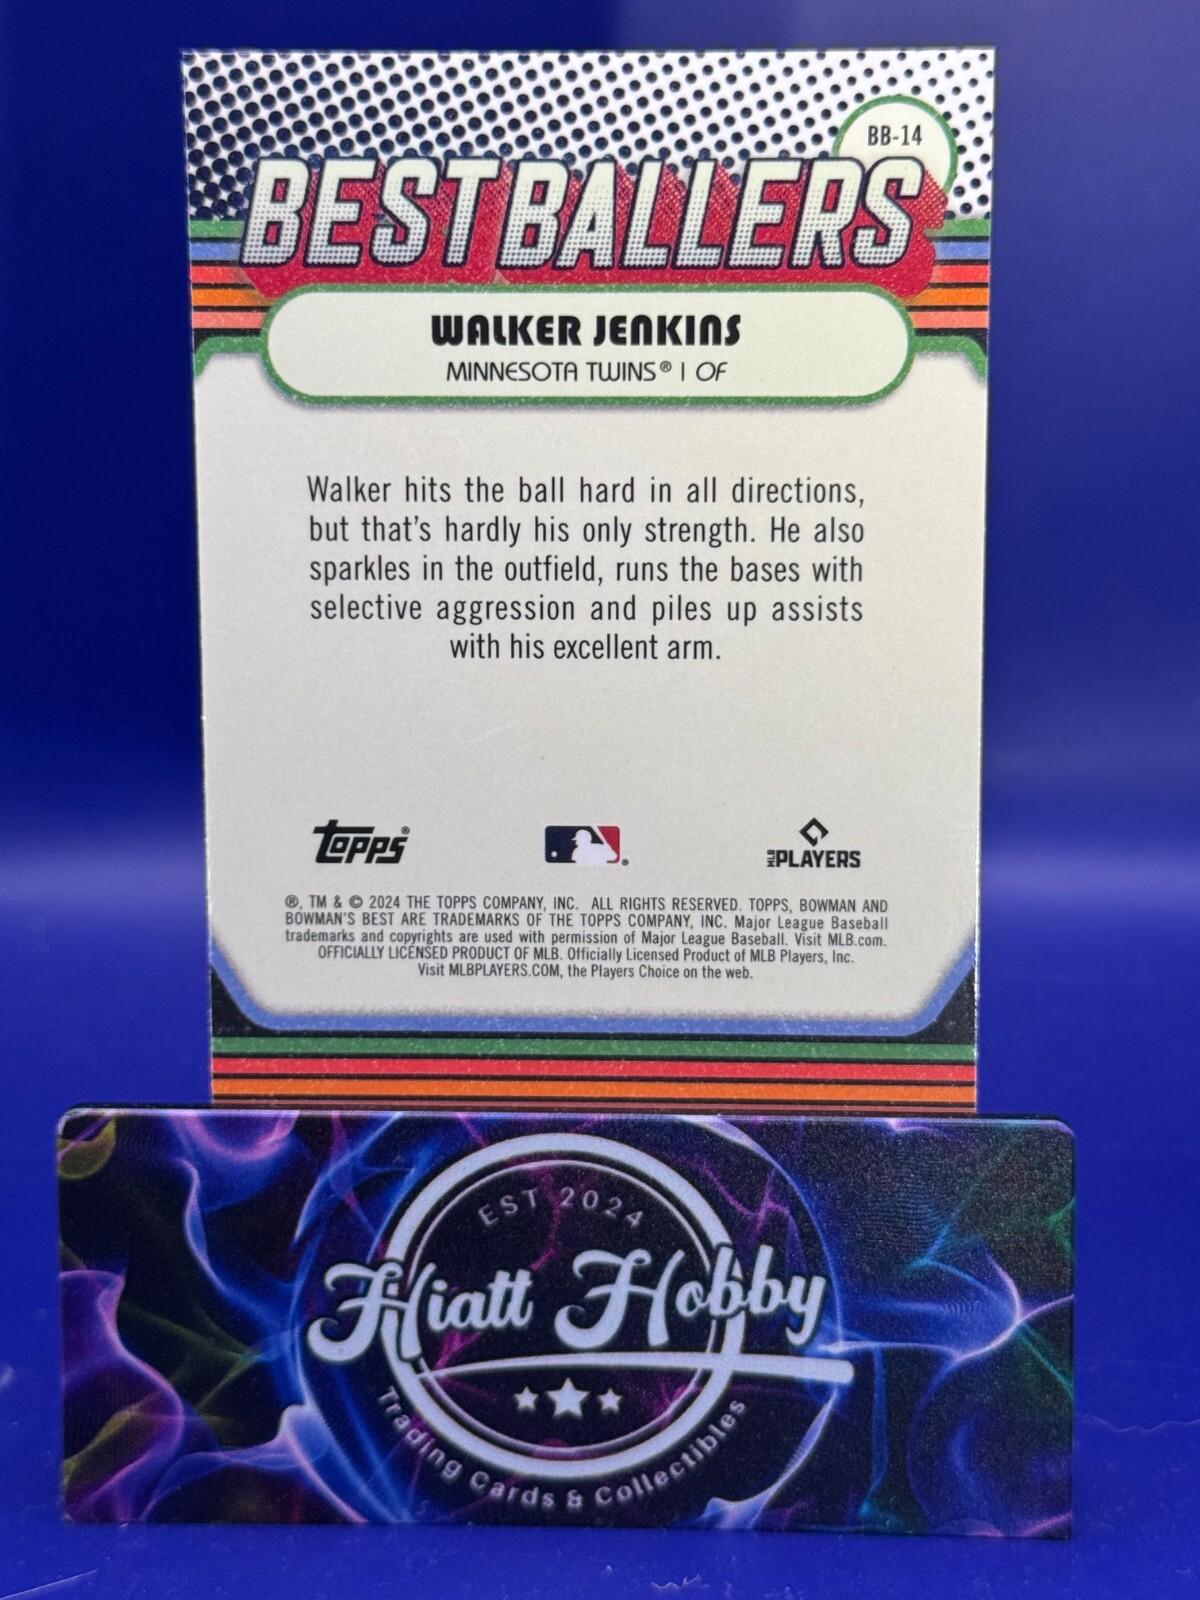 BB-14
BEST BALLERS
WALKER JENKINS
MINNESOTA TWINS® | OF
Walker hits the ball hard in all directions,
but that's hardly his only strength. He also
sparkles in the outfield, runs the bases with
selective aggression and piles up assists
with his excellent arm.
Topps®
®
MLB PLAYERS
®, TM & © 2024 THE TOPPS COMPANY, INC. ALL RIGHTS RESERVED. TOPPS, BOWMAN AND
BOWMAN'S BEST ARE TRADEMARKS OF THE TOPPS COMPANY, INC. Major League Baseball
trademarks and copyrights are used with permission of Major League Baseball. Visit MLB.com.
OFFICIALLY LICENSED PRODUCT OF MLB. Officially Licensed Product of MLB Players, Inc.
Visit MLBPLAYERS.COM, the Players Choice on the web.
EST 2024
Hiatt Hobby
Trading Cards & Collectibles